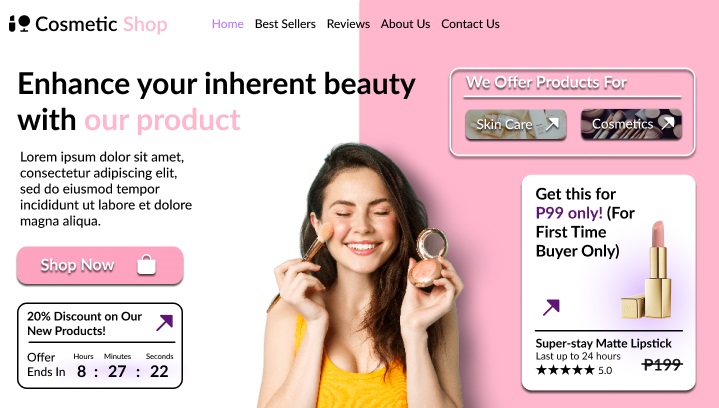 Cosmetic Shop
Home Best Sellers Reviews About Us Contact Us
Enhance your inherent beauty
with our product
Lorem ipsum dolor sit amet,
consectetur adipiscing elit,
sed do eiusmod tempor
incididunt ut labore et dolore
magna aliqua.
Shop Now
20% Discount on Our
New Products!
Offer
Ends In
Hours Minutes Seconds
8 : 27 : 22
We Offer Products For
Skin Care
Cosmetics
Get this for
P99 only! (For
First Time
Buyer Only)
Super-stay Matte Lipstick
Last up to 24 hours
★★★★★ 5.0
P199